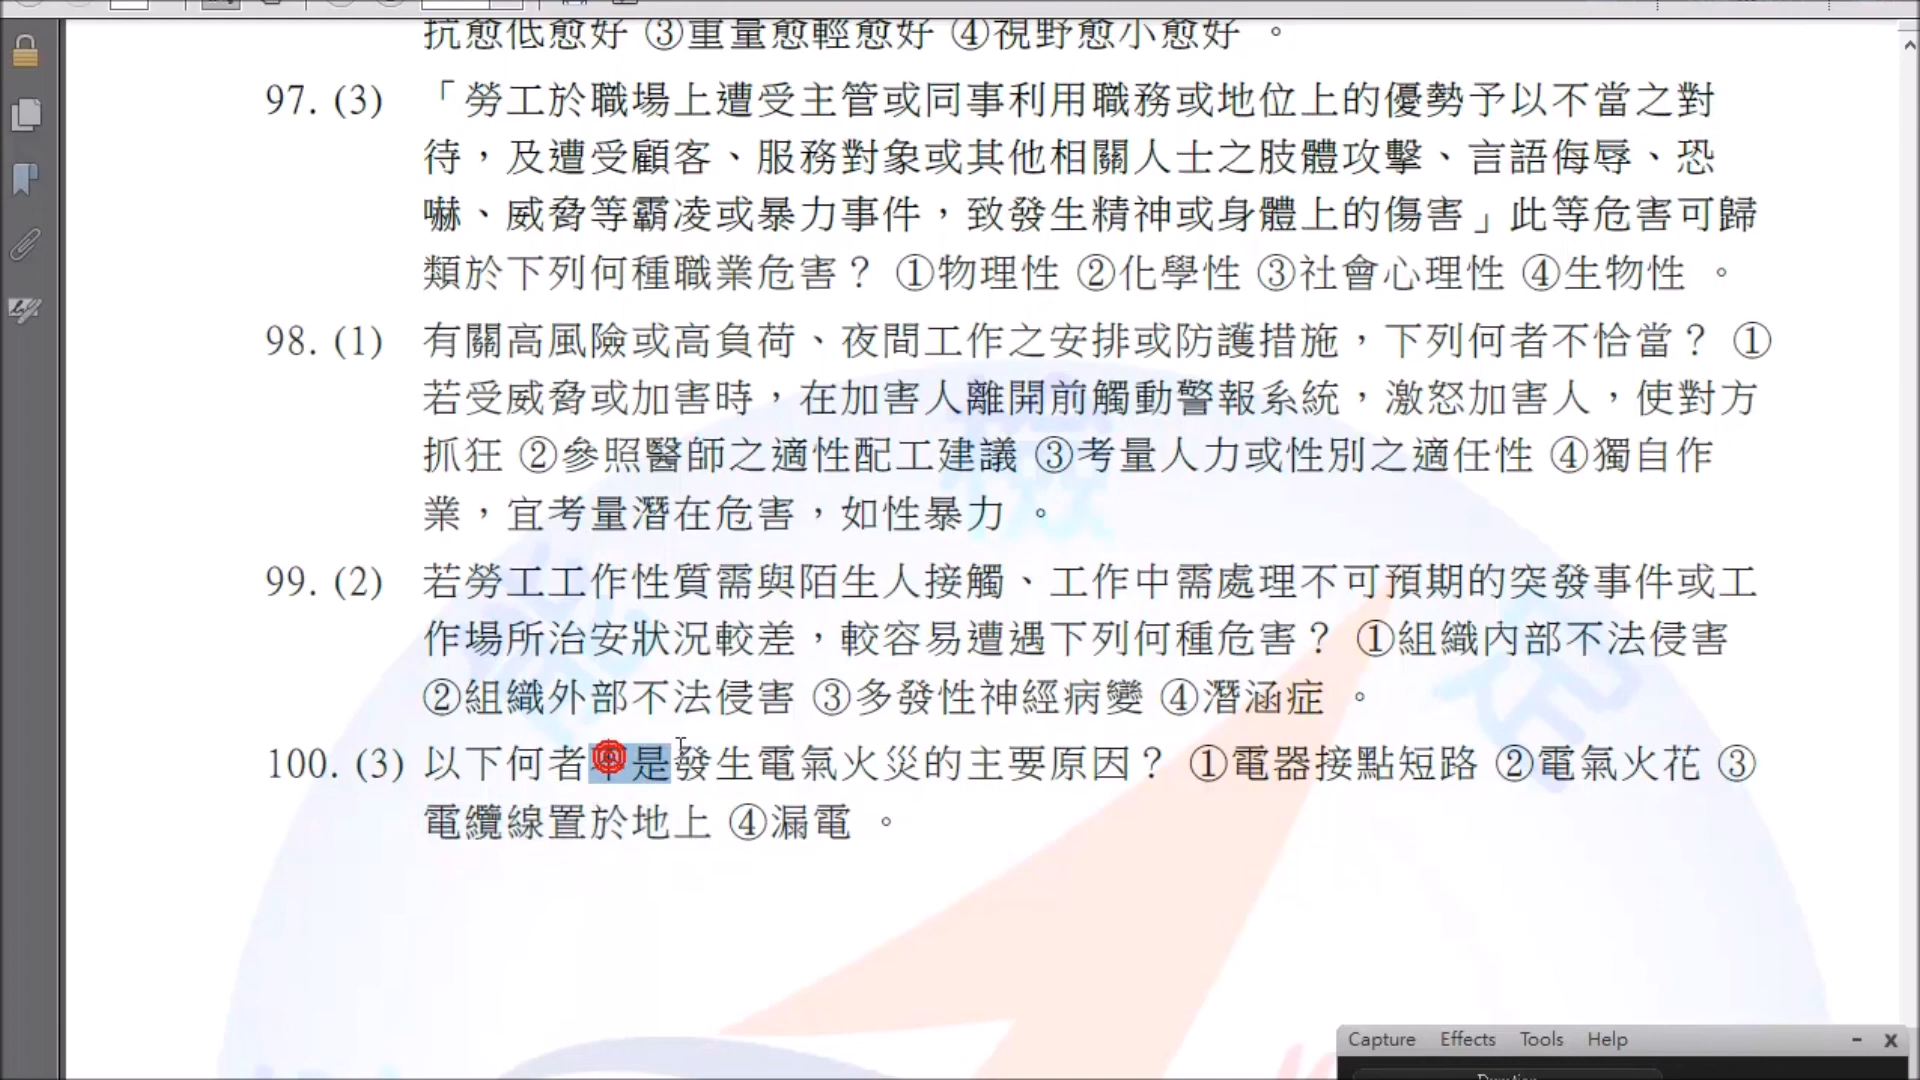 抗愈低愈好 ③重量愈輕愈好 ④視野愈小愈好 。
97. (3) 「勞工於職場上遭受主管或同事利用職務或地位上的優勢予以不當之對
待，及遭受顧客、服務對象或其他相關人士之肢體攻擊、言語侮辱、恐
嚇、威脅等霸凌或暴力事件，致發生精神或身體上的傷害」此等危害可歸
類於下列何種職業危害？ ①物理性 ②化學性 ③社會心理性 ④生物性 。
98. (1) 有關高風險或高負荷、夜間工作之安排或防護措施，下列何者不恰當？ ①
若受威脅或加害時，在加害人離開前觸動警報系統，激怒加害人，使對方
抓狂 ②參照醫師之適性配工建議 ③考量人力或性別之適任性 ④獨自作
業，宜考量潛在危害，如性暴力 。
99. (2) 若勞工工作性質需與陌生人接觸、工作中需處理不可預期的突發事件或工
作場所治安狀況較差，較容易遭遇下列何種危害？ ①組織內部不法侵害
②組織外部不法侵害 ③多發性神經病變 ④潛涵症 。
100. (3) 以下何者不是發生電氣火災的主要原因？ ①電器接點短路 ②電氣火花 ③
電纜線置於地上 ④漏電 。
Capture Effects Tools Help